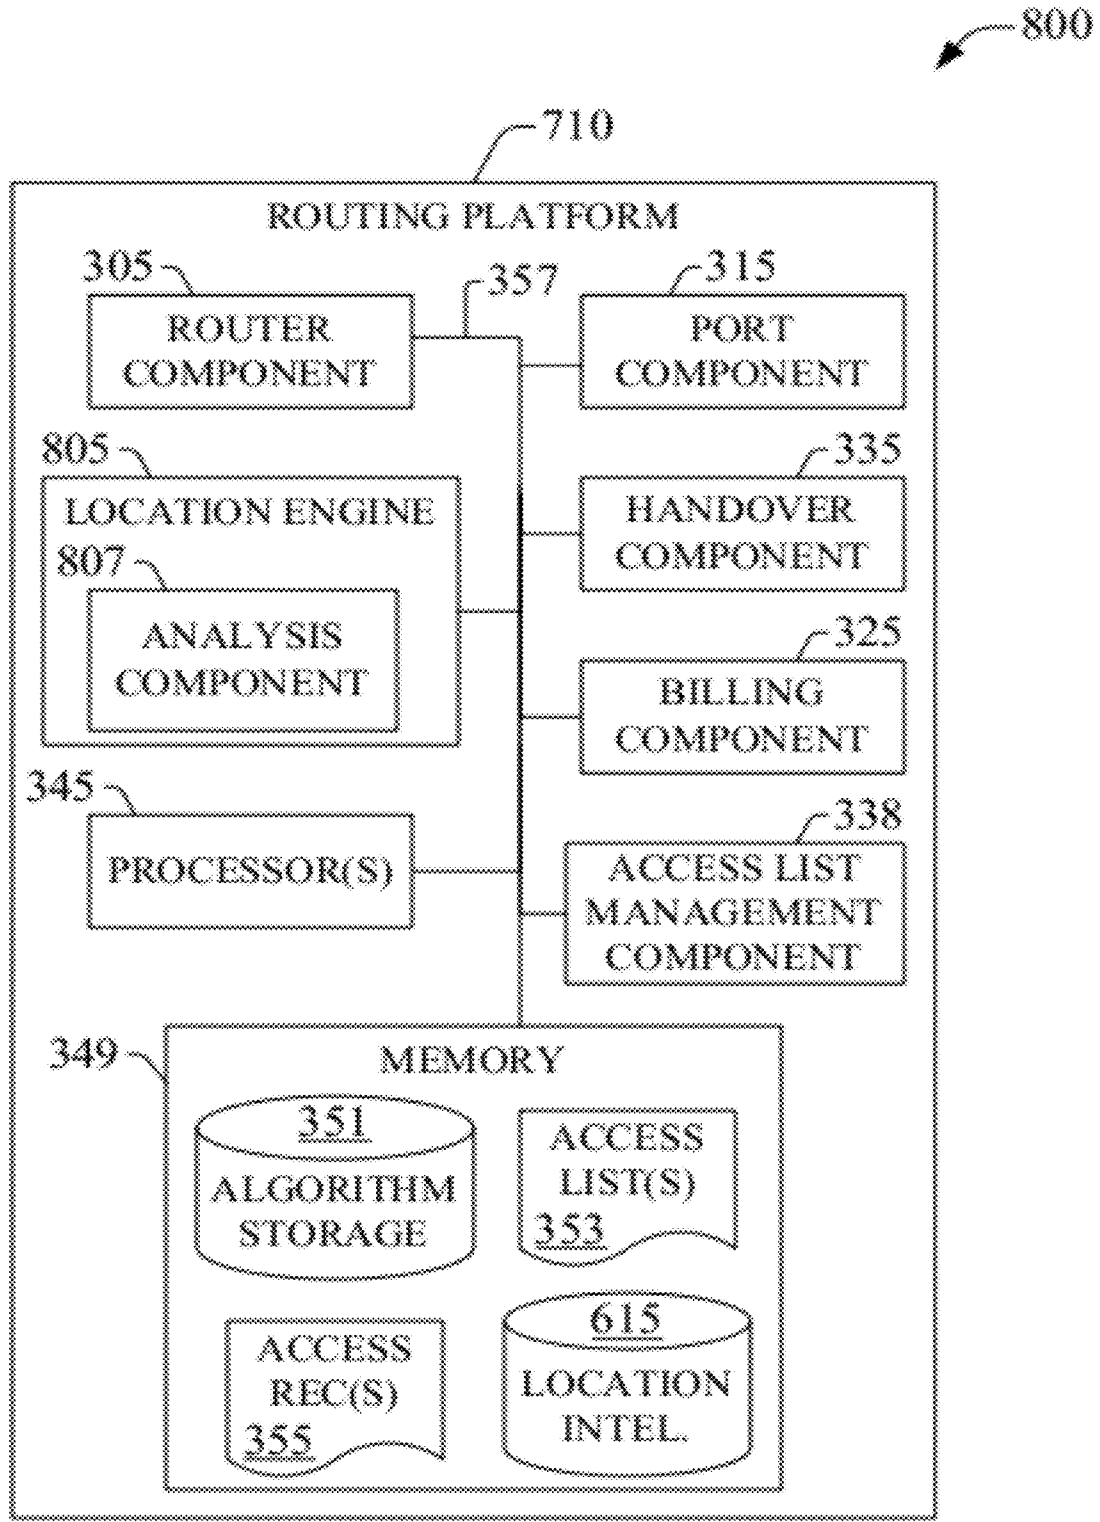 800
710
ROUTING PLATFORM
305
357
315
ROUTER
COMPONENT
PORT
COMPONENT
805
335
LOCATION ENGINE
HANDOVER
COMPONENT
807
ANALYSIS
COMPONENT
325
BILLING
COMPONENT
345
PROCESSOR(S)
338
ACCESS LIST
MANAGEMENT
COMPONENT
349
MEMORY
351
ALGORITHM
STORAGE
ACCESS
LIST(S)
353
ACCESS
REC(S)
355
615
LOCATION
INTEL.